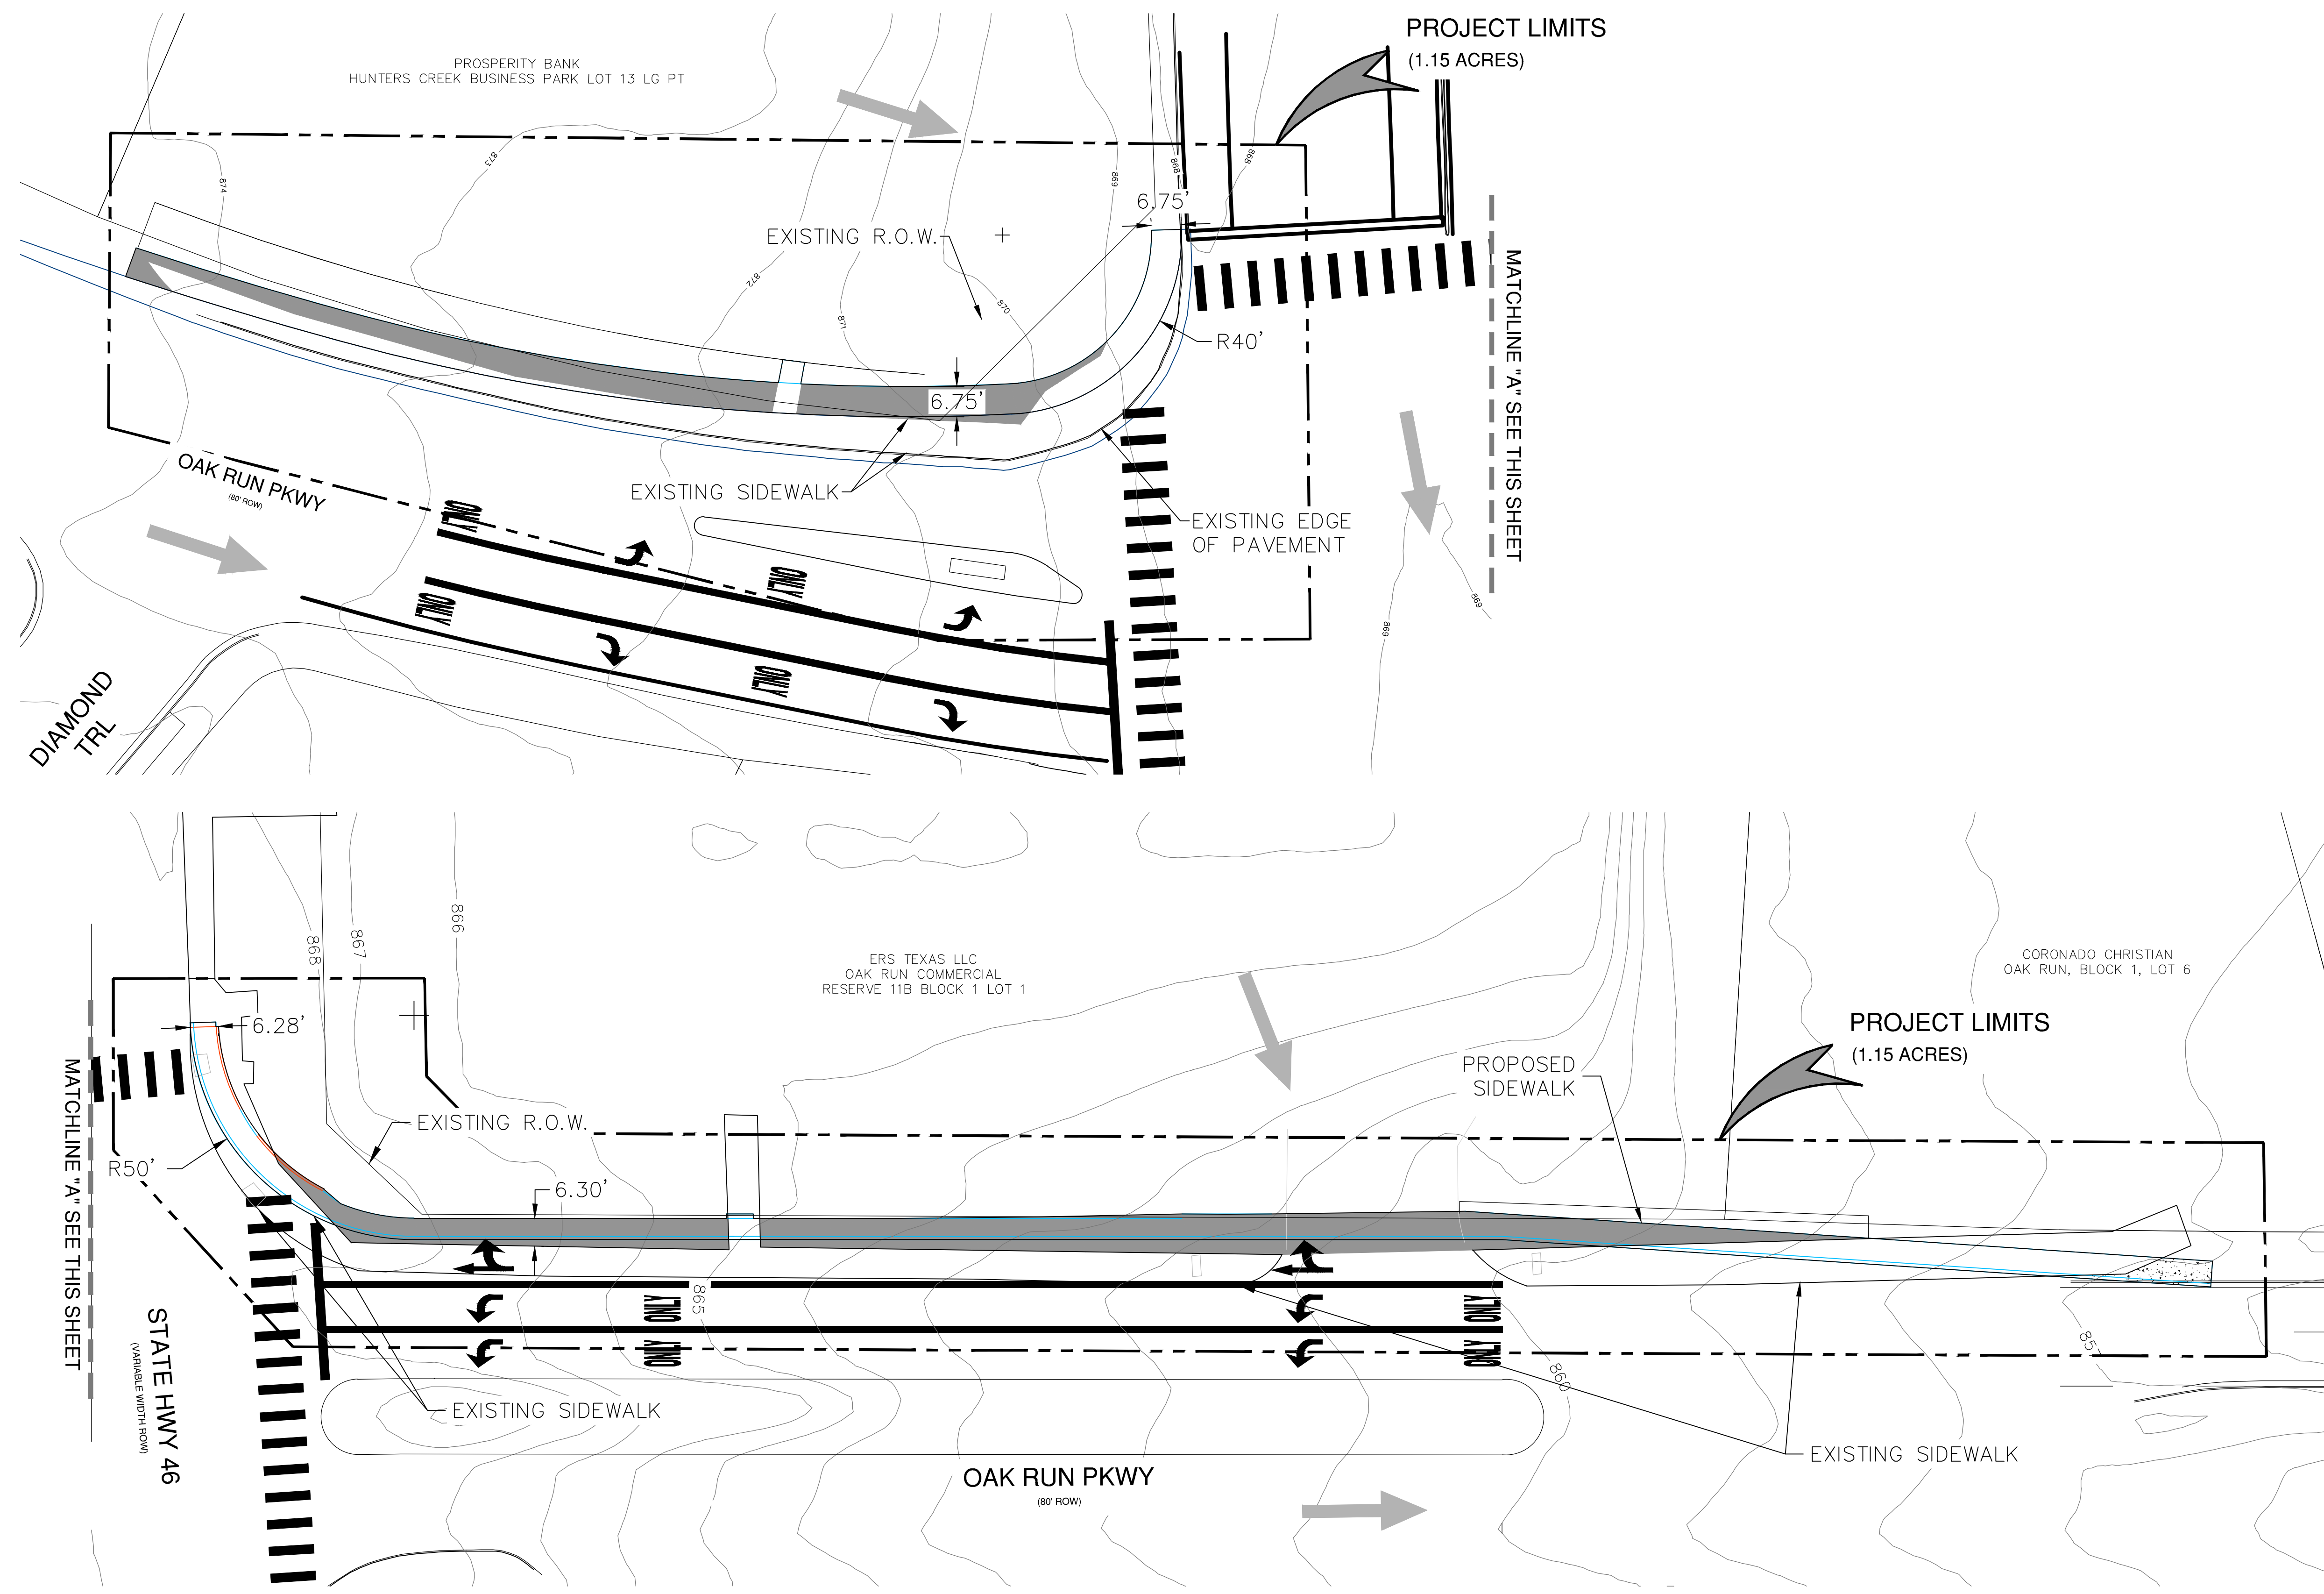 PROJECT LIMITS
(1.15 ACRES)
PROSPERITY BANK
HUNTERS CREEK BUSINESS PARK LOT 13 LG PT
873
874
868
868
869
6.75'
EXISTING R.O.W.
872
870
871
R40'
6.75'
MATCHLINE "A" SEE THIS SHEET
OAK RUN PKWY
(80' ROW)
EXISTING SIDEWALK
EXISTING EDGE
OF PAVEMENT
ONLY
ONLY
ONLY
ONLY
869
869
DIAMOND
TRL
866
867
868
ERS TEXAS LLC
OAK RUN COMMERCIAL
RESERVE 11B BLOCK 1 LOT 1
CORONADO CHRISTIAN
OAK RUN, BLOCK 1, LOT 6
PROJECT LIMITS
(1.15 ACRES)
6.28'
PROPOSED
SIDEWALK
MATCHLINE "A" SEE THIS SHEET
EXISTING R.O.W.
R50'
6.30'
865
ONLY
ONLY
ONLY
ONLY
860
85
STATE HWY 46
(VARIABLE WIDTH ROW)
EXISTING SIDEWALK
EXISTING SIDEWALK
OAK RUN PKWY
(80' ROW)